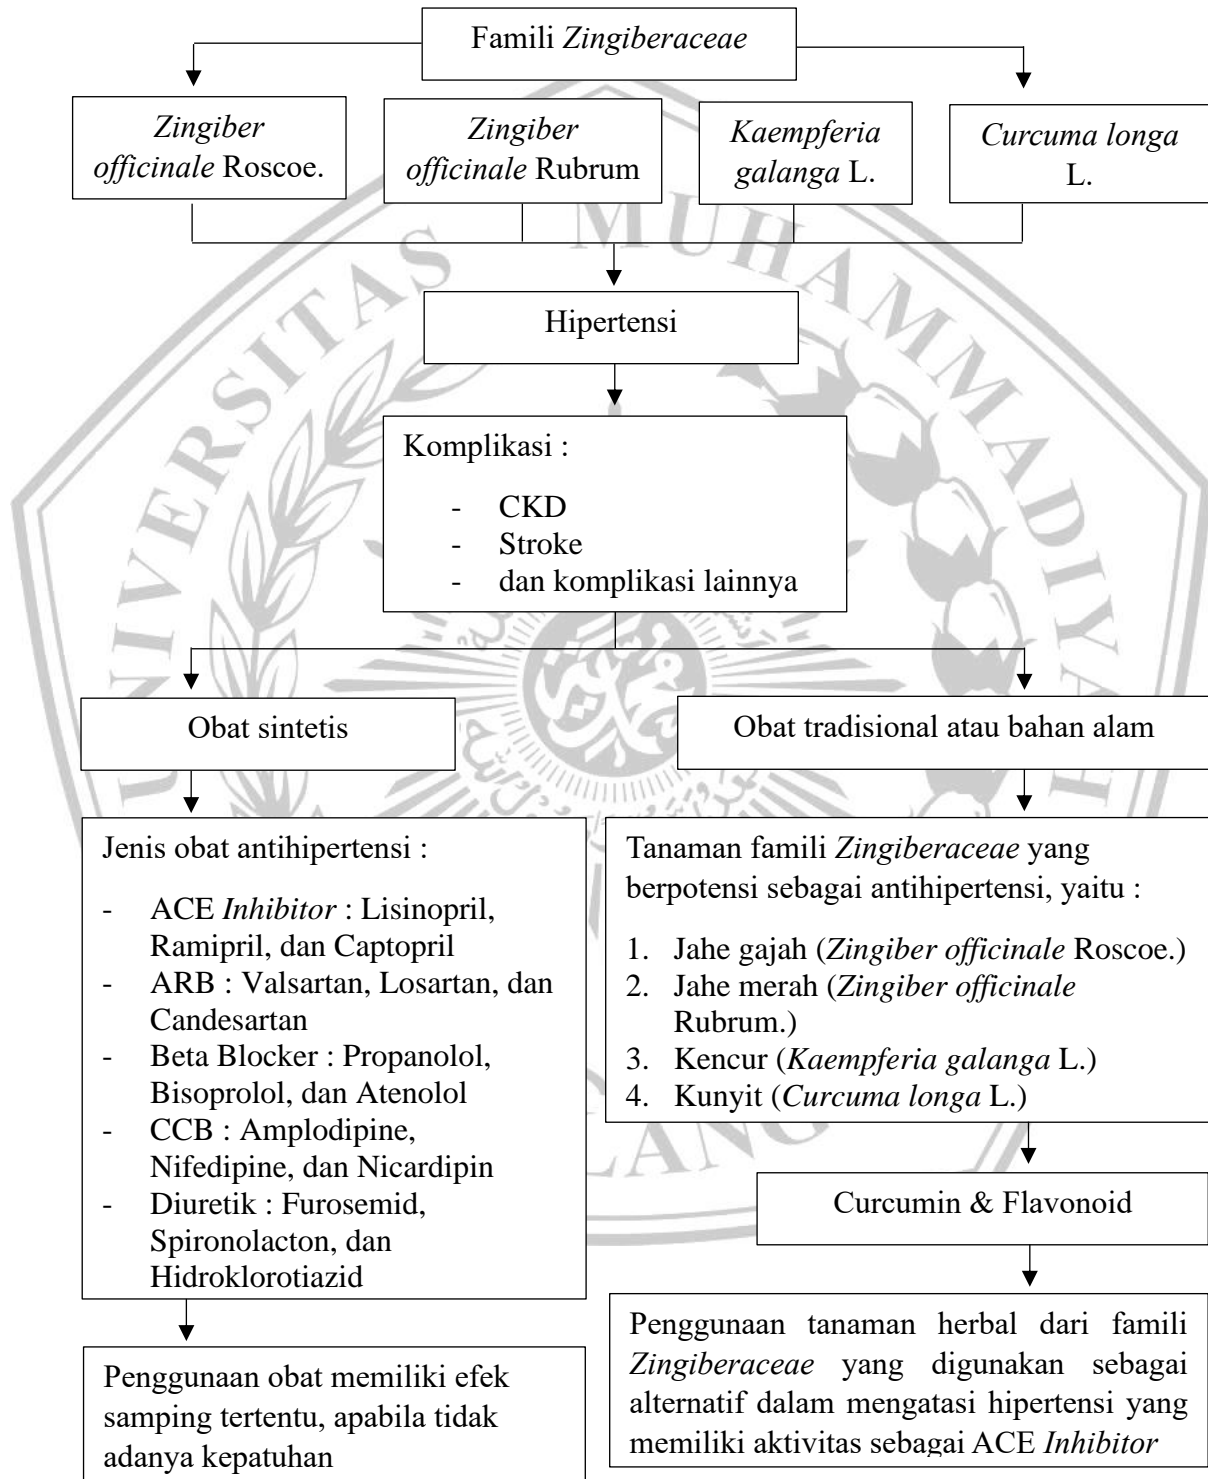 Famili Zingiberaceae
Zingiber
officinale Roscoe.
Zingiber
officinale Rubrum
Kaempferia
galanga L.
Curcuma longa
L.
UNIVERSITAS MUHAMMADIYAH
Hipertensi
Komplikasi :
- CKD
- Stroke
- dan komplikasi lainnya
Obat sintetis
Obat tradisional atau bahan alam
Jenis obat antihipertensi :
- ACE Inhibitor : Lisinopril,
Ramipril, dan Captopril
- ARB : Valsartan, Losartan, dan
Candesartan
- Beta Blocker : Propanolol,
Bisoprolol, dan Atenolol
- CCB : Amplodipine,
Nifedipine, dan Nicardipin
- Diuretik : Furosemid,
Spironolacton, dan
Hidroklorotiazid
Tanaman famili Zingiberaceae yang
berpotensi sebagai antihipertensi, yaitu :
1. Jahe gajah (Zingiber officinale Roscoe.)
2. Jahe merah (Zingiber officinale
Rubrum.)
3. Kencur (Kaempferia galanga L.)
4. Kunyit (Curcuma longa L.)
LANG
Curcumin & Flavonoid
Penggunaan obat memiliki efek
samping tertentu, apabila tidak
adanya kepatuhan
Penggunaan tanaman herbal dari famili
Zingiberaceae yang digunakan sebagai
alternatif dalam mengatasi hipertensi yang
memiliki aktivitas sebagai ACE Inhibitor